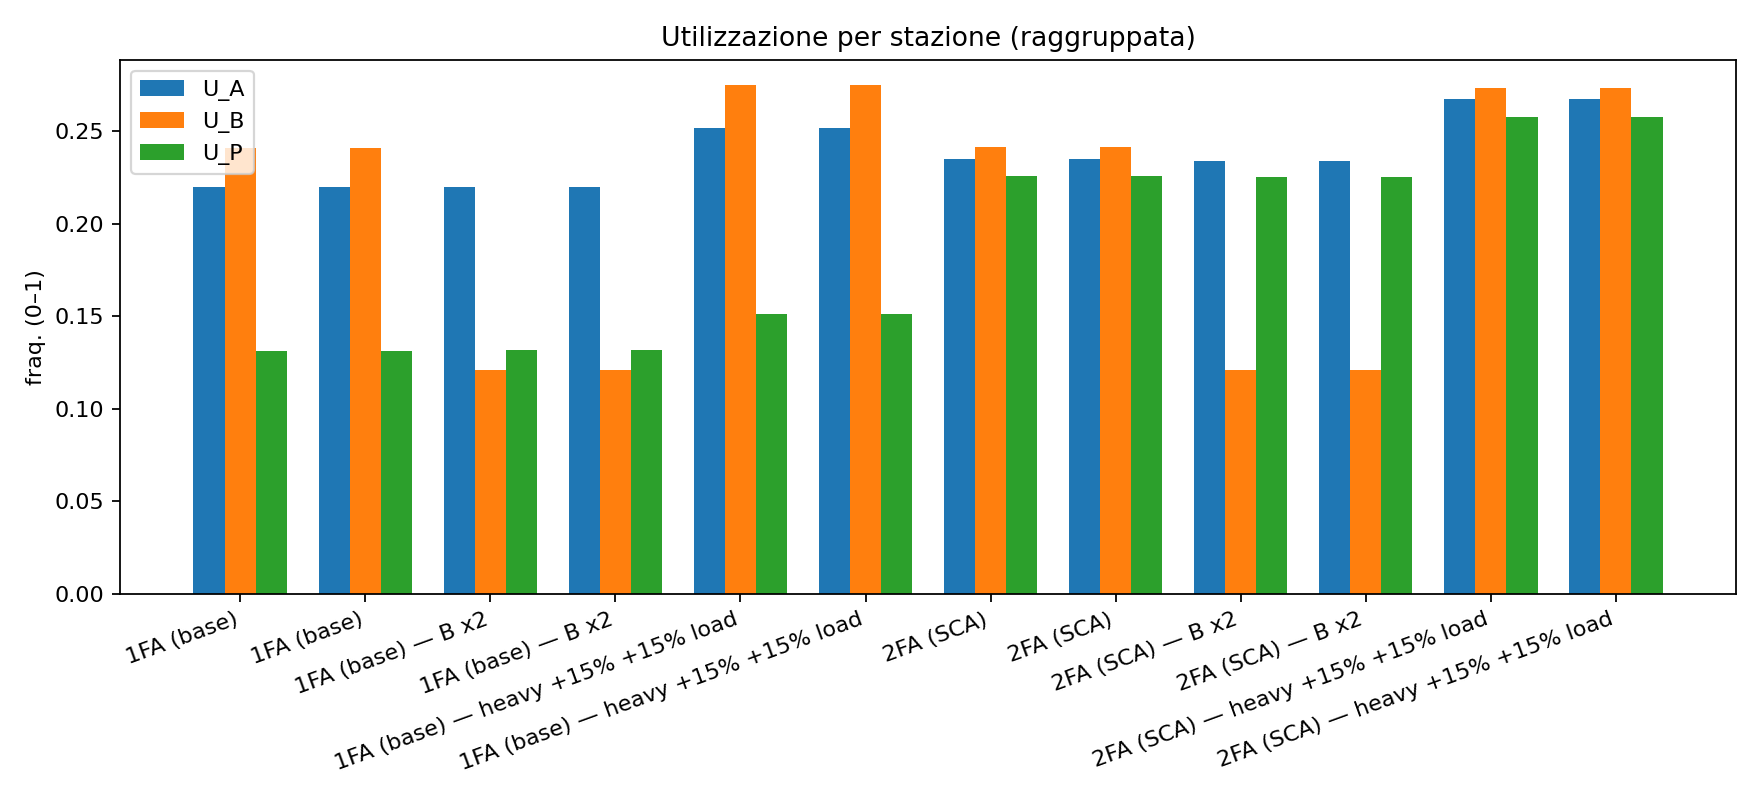 Utilizzazione per stazione (raggruppata)
U_A
U_B
U_P
fraq. (0–1)
0.25
0.20
0.15
0.10
0.05
0.00
1FA (base)
1FA (base)
1FA (base) — B x2
1FA (base) — B x2
1FA (base) — heavy +15% +15% load
1FA (base) — heavy +15% +15% load
2FA (SCA)
2FA (SCA)
2FA (SCA) — B x2
2FA (SCA) — B x2
2FA (SCA) — heavy +15% +15% load
2FA (SCA) — heavy +15% +15% load